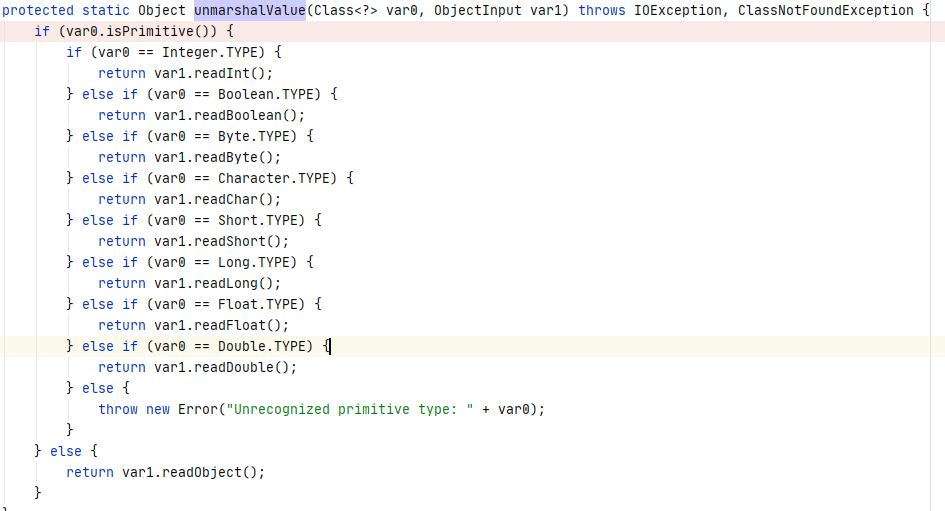 protected static Object unmarshalValue(Class<?> var0, ObjectInput var1) throws IOException, ClassNotFoundException {
    if (var0.isPrimitive()) {
        if (var0 == Integer.TYPE) {
            return var1.readInt();
        } else if (var0 == Boolean.TYPE) {
            return var1.readBoolean();
        } else if (var0 == Byte.TYPE) {
            return var1.readByte();
        } else if (var0 == Character.TYPE) {
            return var1.readChar();
        } else if (var0 == Short.TYPE) {
            return var1.readShort();
        } else if (var0 == Long.TYPE) {
            return var1.readLong();
        } else if (var0 == Float.TYPE) {
            return var1.readFloat();
        } else if (var0 == Double.TYPE) {
            return var1.readDouble();
        } else {
            throw new Error("Unrecognized primitive type: " + var0);
        }
    } else {
        return var1.readObject();
    }
}